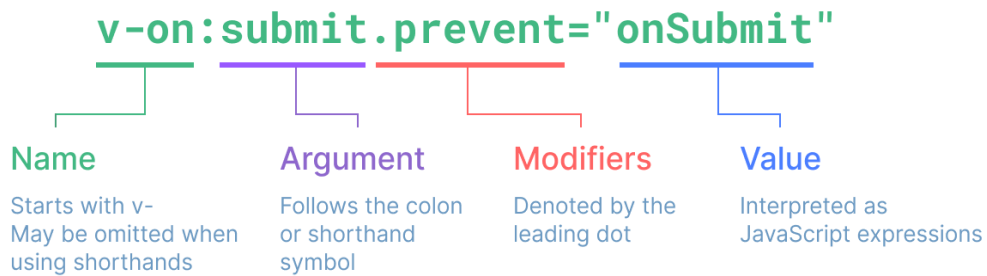 v-on:submit.prevent="onSubmit"
Name
Starts with v-
May be omitted when
using shorthands
Argument
Follows the colon
or shorthand
symbol
Modifiers
Denoted by the
leading dot
Value
Interpreted as
JavaScript expressions